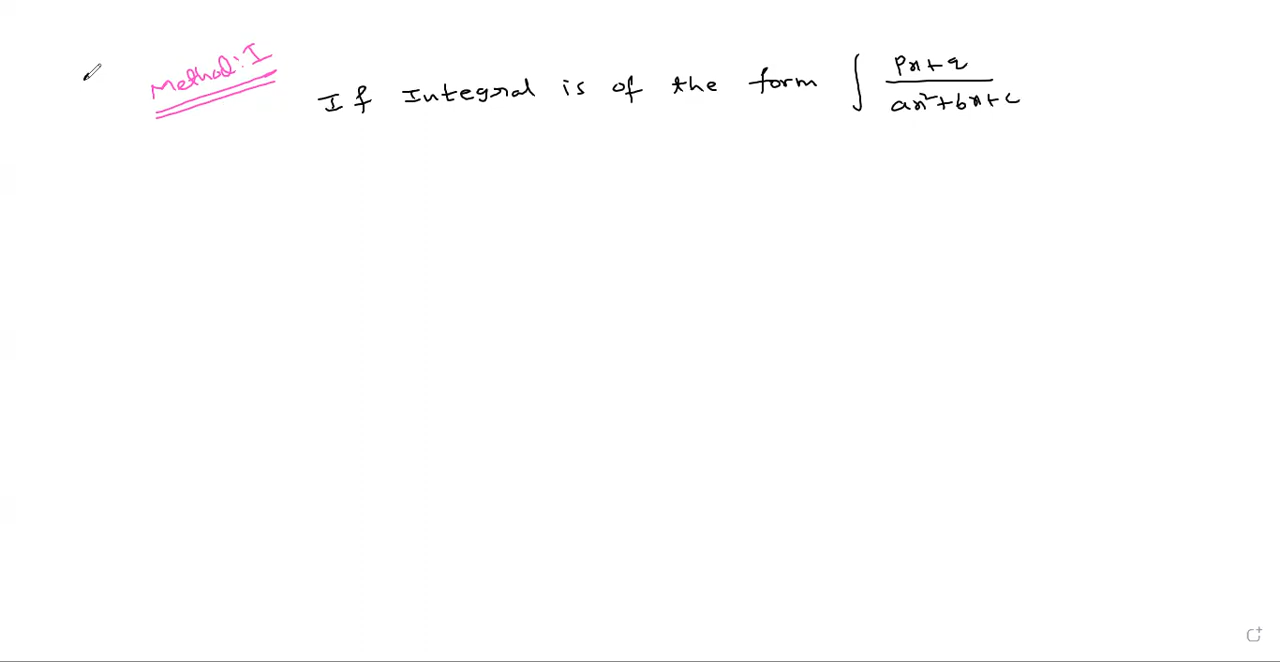 Method: I
If Integral is of the form ∫ px+q / ax²+bx+c